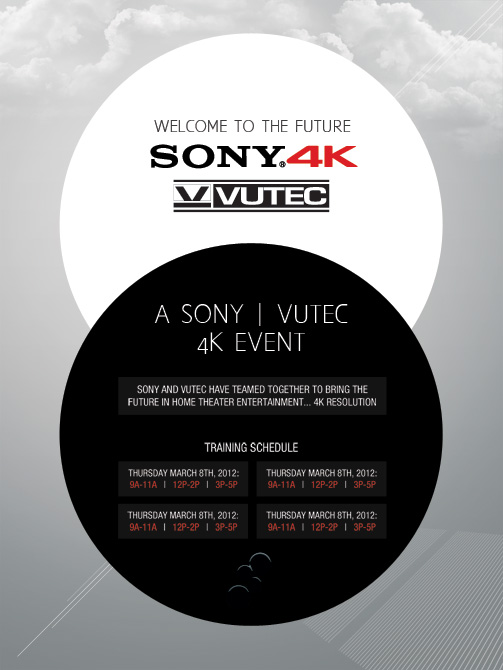 WELCOME TO THE FUTURE
SONY® 4K
V VUTEC
A SONY | VUTEC
4K EVENT
SONY AND VUTEC HAVE TEAMED TOGETHER TO BRING THE
FUTURE IN HOME THEATER ENTERTAINMENT... 4K RESOLUTION
TRAINING SCHEDULE
THURSDAY MARCH 8TH, 2012:
9A-11A | 12P-2P | 3P-5P
THURSDAY MARCH 8TH, 2012:
9A-11A | 12P-2P | 3P-5P
THURSDAY MARCH 8TH, 2012:
9A-11A | 12P-2P | 3P-5P
THURSDAY MARCH 8TH, 2012:
9A-11A | 12P-2P | 3P-5P